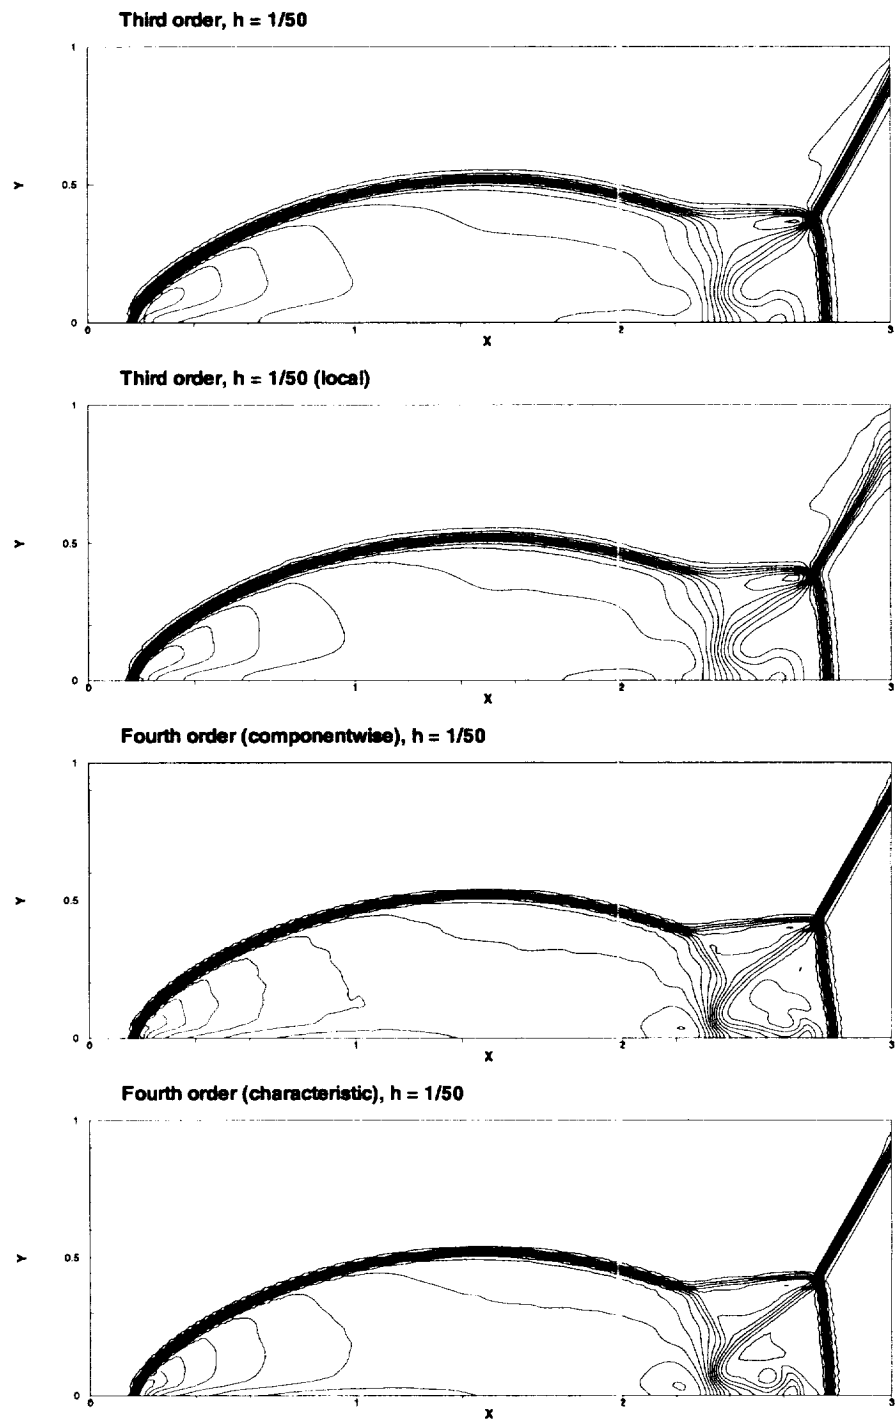 Third order, h = 1/50
1
Y
0.5
0
0
1
2
3
X
Third order, h = 1/50 (local)
1
Y
0.5
0
0
1
2
3
X
Fourth order (componentwise), h = 1/50
1
Y
0.5
0
0
1
2
3
X
Fourth order (characteristic), h = 1/50
1
Y
0.5
0
0
1
2
3
X